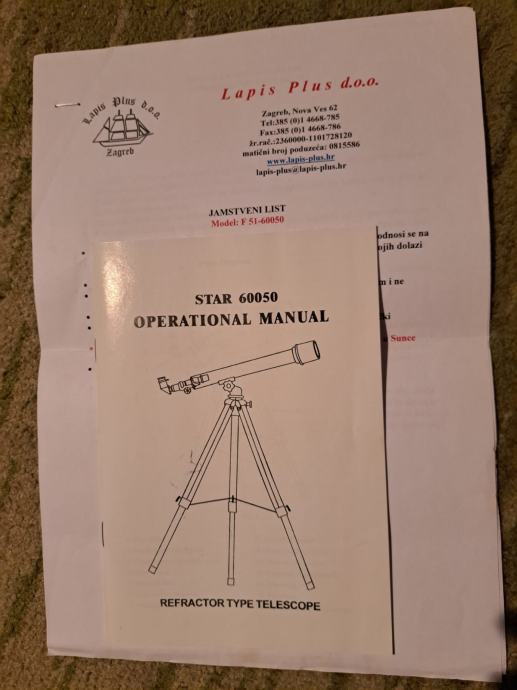 Lapis Plus d.o.o.
Zagreb
Lapis Plus d.o.o.
Zagreb, Nova Ves 62
Tel:385 (0)1 4668-785
Fax:385 (0)1 4668-786
žr.rač.:2360000-1101728120
matični broj poduzeća: 0815586
www.lapis-plus.hr
lapis-plus@lapis-plus.hr
JAMSTVENI LIST
Model: F 51-60050
odnosi se na
ojih dolazi
i ne
Sunce
STAR 60050
OPERATIONAL MANUAL
REFRACTOR TYPE TELESCOPE